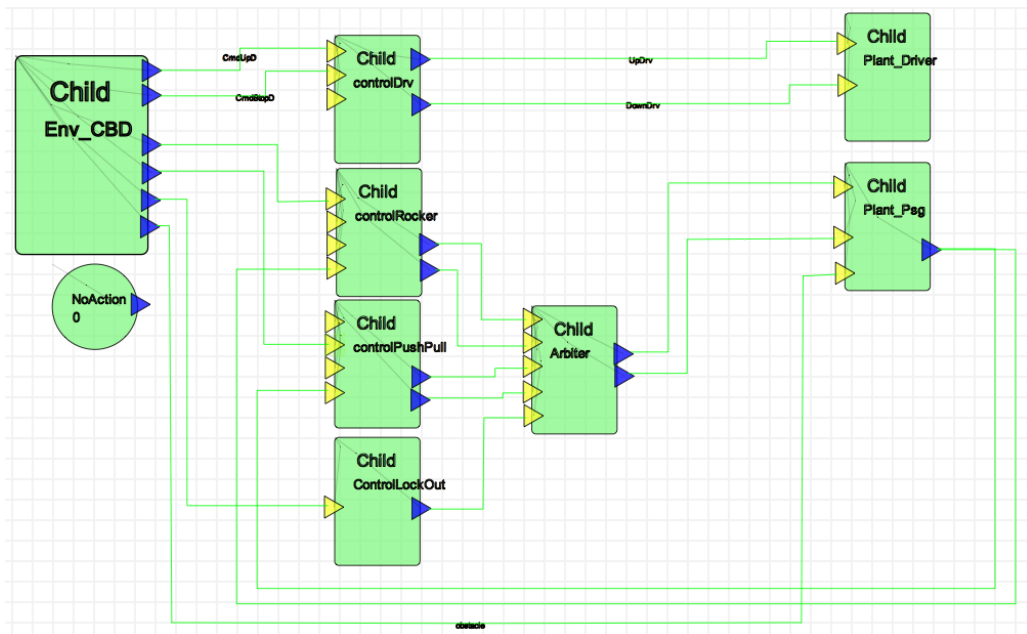 Child
Env_CBD
NoAction
0
CmdUpD
CmdStopD
Child
controlDrv
UpDrv
DownDrv
Child
Plant_Driver
Child
controlRocker
Child
Plant_Psg
Child
controlPushPull
Child
Arbiter
Child
ControlLockOut
obstacle